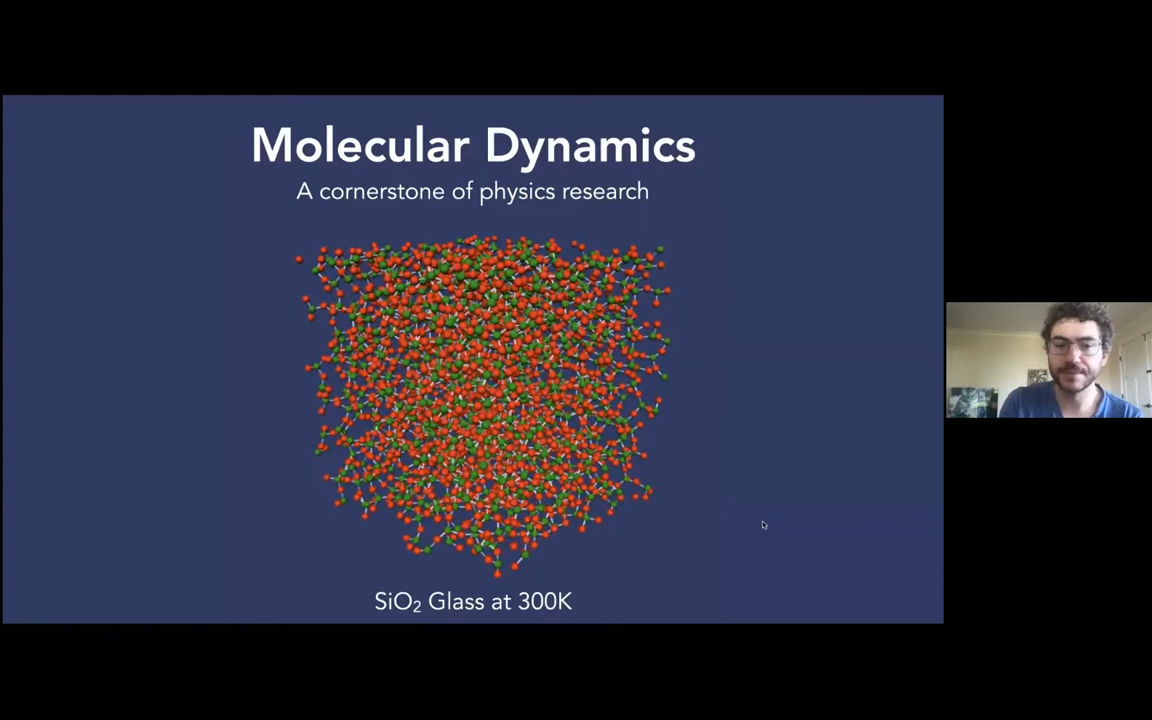 Molecular Dynamics
A cornerstone of physics research
SiO₂ Glass at 300K